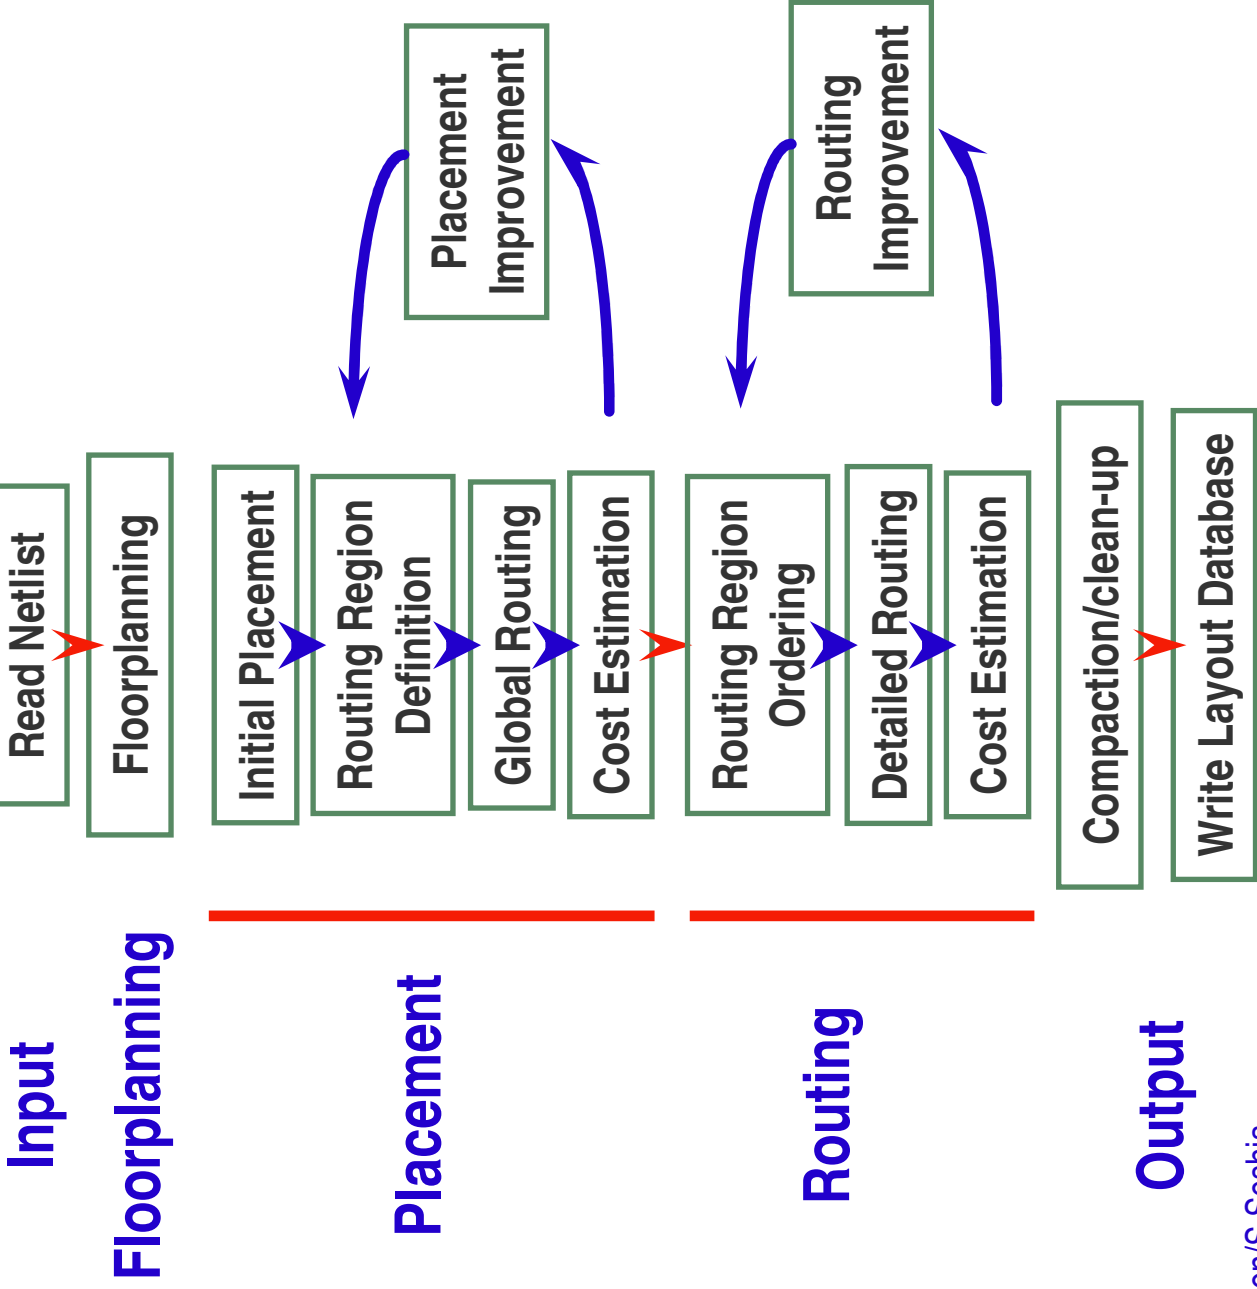 Input
Read Netlist
Floorplanning
Floorplanning
Placement
Initial Placement
Routing Region
Definition
Global Routing
Cost Estimation
Placement
Improvement
Routing
Routing Region
Ordering
Detailed Routing
Cost Estimation
Routing
Improvement
Output
Compaction/clean-up
Write Layout Database